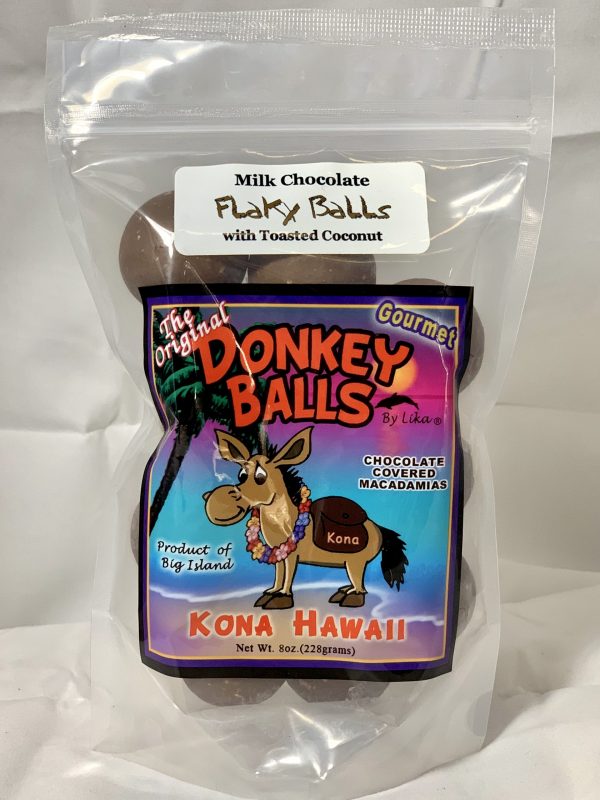 Milk Chocolate
FLaKy BaLLs
with Toasted Coconut
The
Original
Gourmet
DONKEY
BALLS
By Lika®
CHOCOLATE
COVERED
MACADAMIAS
Kona
Product of
Big Island
KONA HAWAII
Net Wt. 8oz.(228grams)